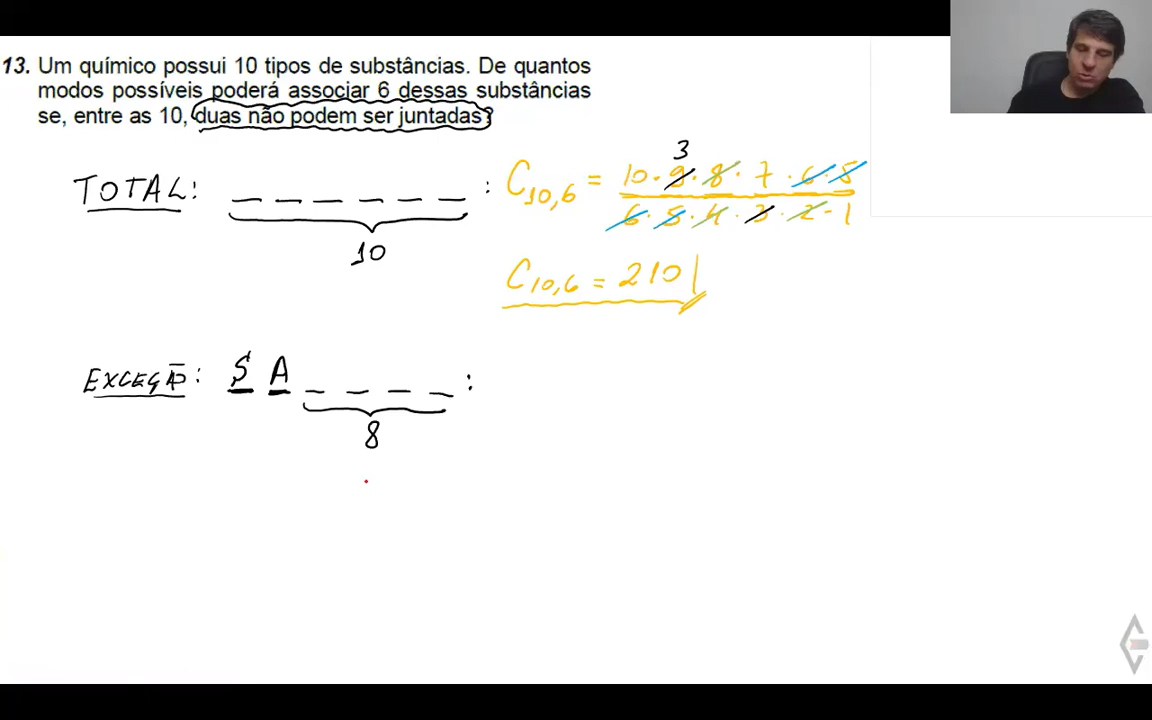 13. Um químico possui 10 tipos de substâncias. De quantos
modos possíveis poderá associar 6 dessas substâncias
se, entre as 10, duas não podem ser juntadas?
TOTAL: _ _ _ _ _ _ : C10,6 = 10 · 9 · 8 · 7 · 6 · 5 / 6 · 5 · 4 · 3 · 2 · 1
3
10
C10,6 = 210
EXCEÇÃO: S A _ _ _ _ :
8